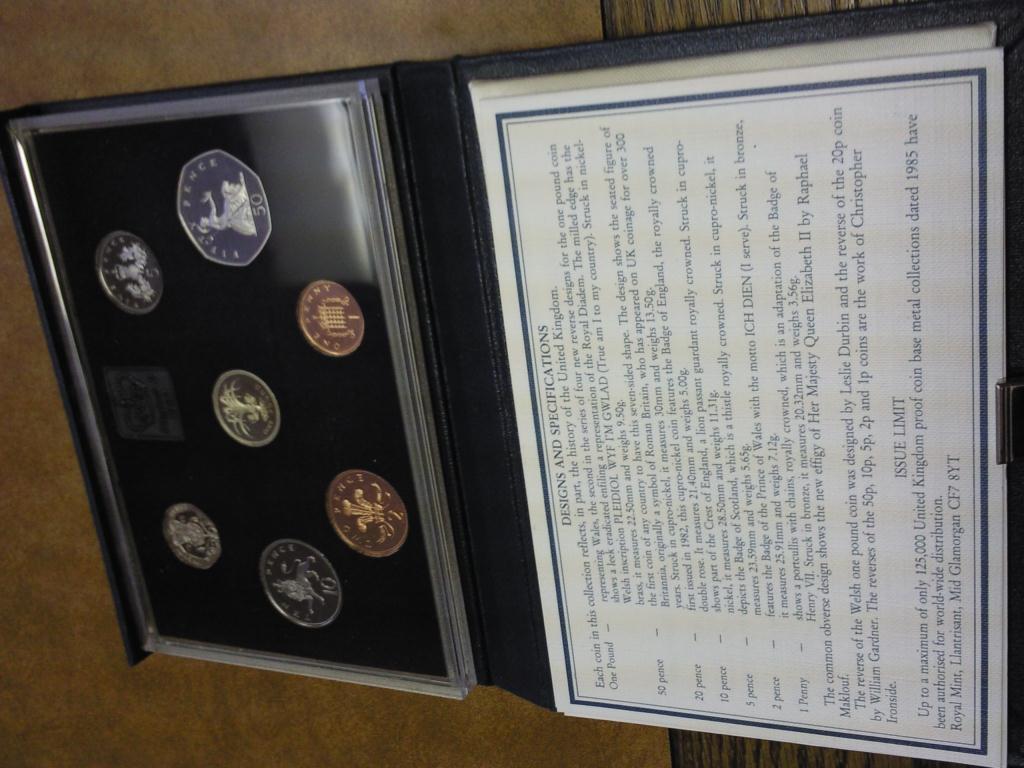 DESIGNS AND SPECIFICATIONS
Each coin in this collection reflects, in part, the history of the United Kingdom.
One Pound — representing Wales, the second in the series of four new reverse designs for the one pound coin
shows a leek eradicated enfiling a representation of the Royal Diadem. The milled edge has the
Welsh inscription PLEIDIOL WYF I'M GWLAD (True am I to my country). Struck in nickel-
brass, it measures 22.50mm and weighs 9.50g.
50 pence — the first coin of any country to have this seven-sided shape. The design shows the seated figure of
Britannia, originally a symbol of Roman Britain, who has appeared on UK coinage for over 300
years. Struck in cupro-nickel, it measures 30mm and weighs 13.50g.
20 pence — first issued in 1982, this cupro-nickel coin features the Badge of England, the royally crowned
double rose. It measures 21.40mm and weighs 5.00g.
10 pence — shows part of the Crest of England, a lion passant guardant royally crowned. Struck in cupro-
nickel, it measures 28.50mm and weighs 11.31g.
5 pence — depicts the Badge of Scotland, which is a thistle royally crowned. Struck in cupro-nickel, it
measures 23.59mm and weighs 5.65g.
2 pence — features the Badge of the Prince of Wales with the motto ICH DIEN (I serve). Struck in bronze,
it measures 25.91mm and weighs 7.12g.
1 Penny — shows a portcullis with chains, royally crowned, which is an adaptation of the Badge of
Henry VII. Struck in bronze, it measures 20.32mm and weighs 3.56g.
The common obverse design shows the new effigy of Her Majesty Queen Elizabeth II by Raphael
Maklouf.
The reverse of the Welsh one pound coin was designed by Leslie Durbin and the reverse of the 20p coin
by William Gardner. The reverses of the 50p, 10p, 5p, 2p and 1p coins are the work of Christopher
Ironside.
ISSUE LIMIT
Up to a maximum of only 125,000 United Kingdom proof coin base metal collections dated 1985 have
been authorised for world-wide distribution.
Royal Mint, Llantrisant, Mid Glamorgan CF7 8YT
FIFTY PENCE
50
PENCE
5
ONE PENNY
1
TWO PENCE
2
PENCE
10